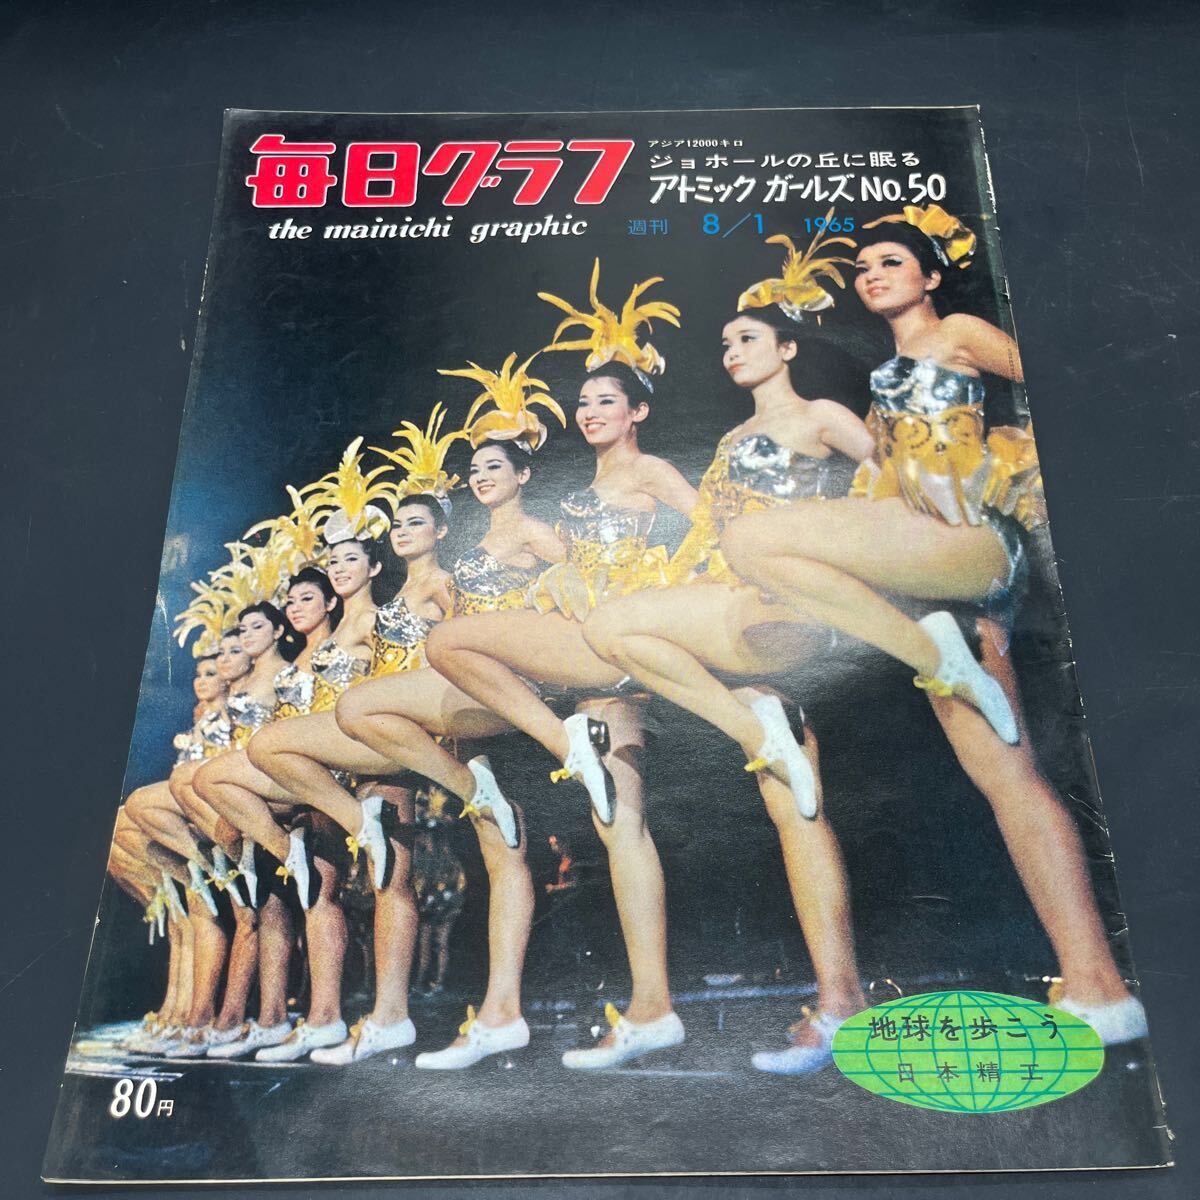 毎日グラフ
the mainichi graphic
アジア12000キロ
ジョホールの丘に眠る
アトミック ガールズ No.50
週刊 8/1 1965
地球を歩こう
日本精工
80円